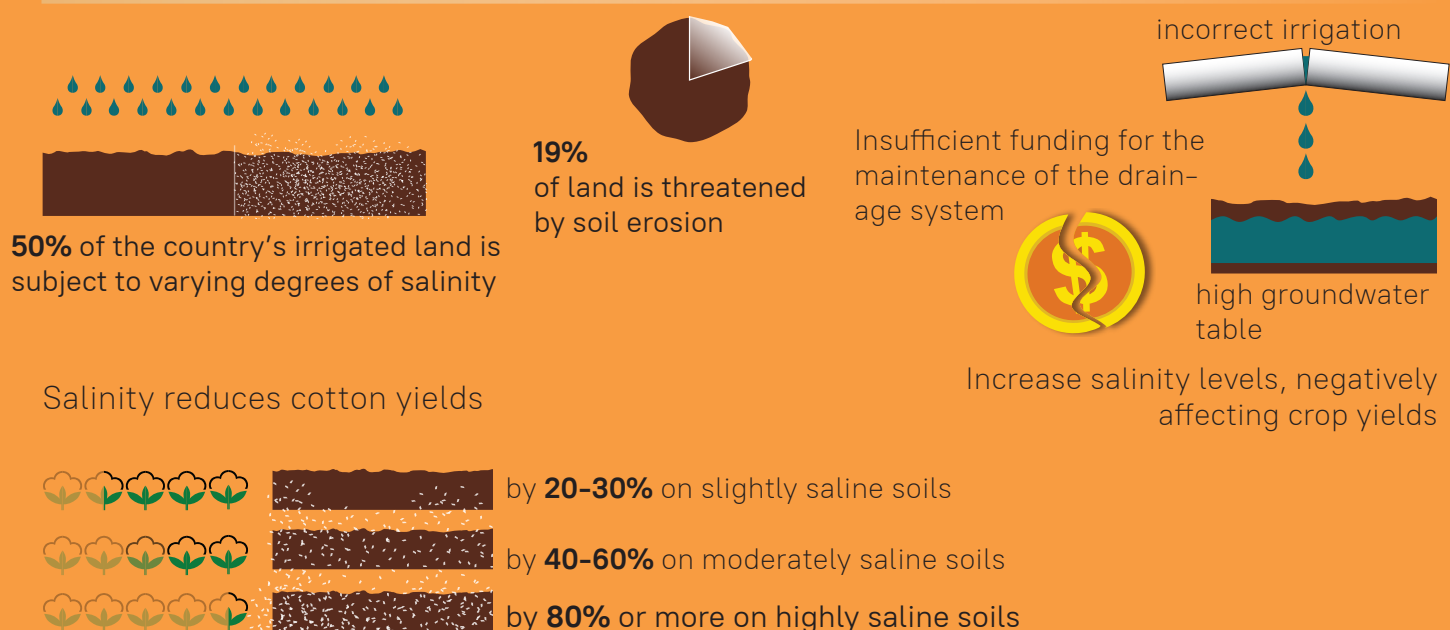 50% of the country's irrigated land is
subject to varying degrees of salinity
19%
of land is threatened
by soil erosion
Insufficient funding for the
maintenance of the drain-
age system
$
incorrect irrigation
high groundwater
table
Increase salinity levels, negatively
affecting crop yields
Salinity reduces cotton yields
by 20-30% on slightly saline soils
by 40-60% on moderately saline soils
by 80% or more on highly saline soils